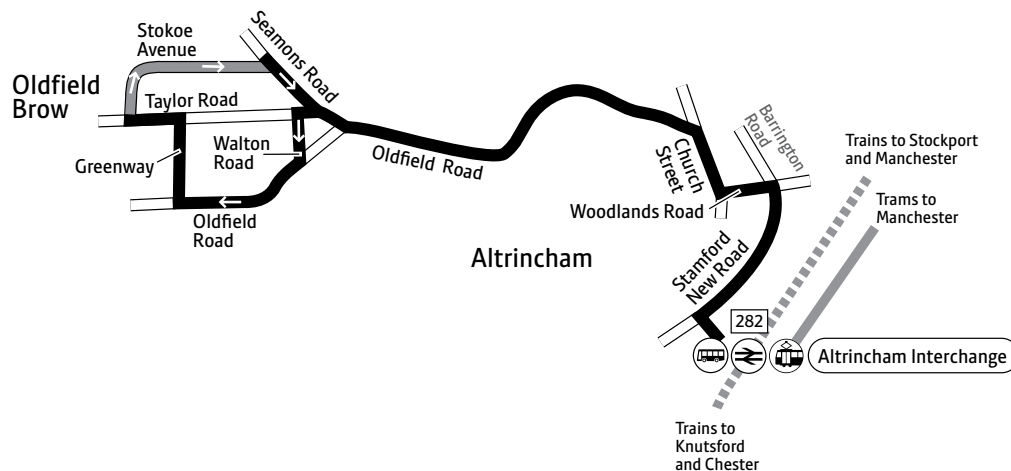 Stokoe
Avenue
Seamons Road
Oldfield
Brow
Taylor Road
Greenway
Walton
Road
Oldfield
Road
Oldfield Road
Church
Street
Barrington
Road
Woodlands Road
Altrincham
Stamford
New Road
Trains to Stockport
and Manchester
Trams to
Manchester
282
Altrincham Interchange
Trains to
Knutsford
and Chester